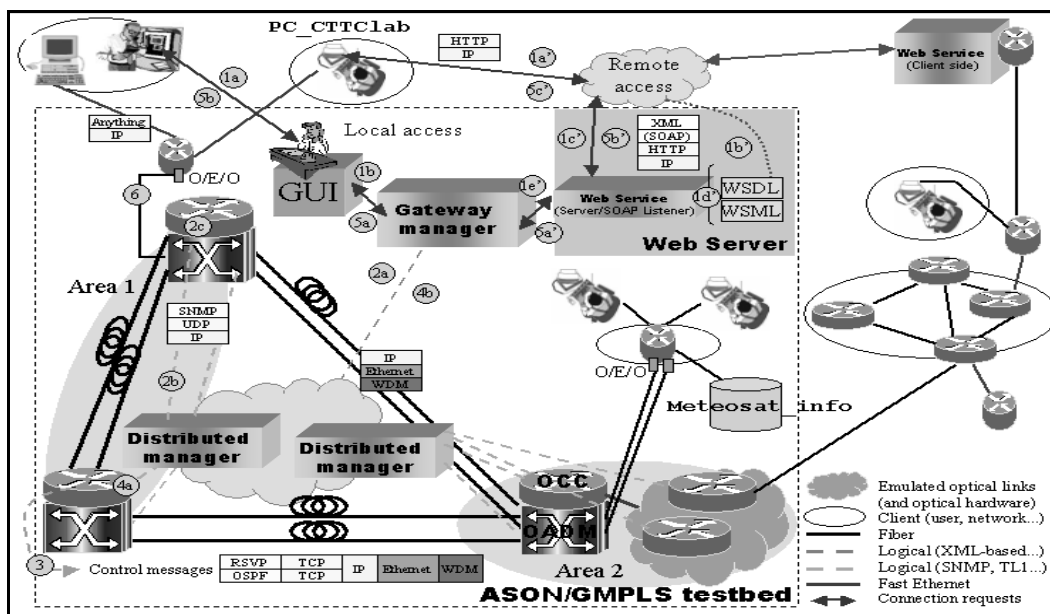 PC_CTTClab
HTTP
IP
1a
5b
1a'
5c'
Remote
access
Web Service
(Client side)
Anything
IP
Local access
1c'
5b'
XML
(SOAP)
HTTP
IP
1b'
6
O/E/O
GUI
1b
5a
Gateway
manager
1e'
5a'
Web Service
(Server/SOAP Listener)
1d'
WSDL
WSML
Web Server
2c
Area 1
2a
4b
SNMP
UDP
IP
2b
IP
Ethernet
WDM
O/E/O
Meteosat_info
Distributed
manager
Distributed
manager
4a
OCC
OADM
Area 2
3
Control messages
RSVP
TCP
IP
Ethernet
WDM
OSPF
TCP
ASON/GMPLS testbed
Emulated optical links
(and optical hardware)
Client (user, network...)
Fiber
Logical (XML-based...)
Logical (SNMP, TL1...)
Fast Ethernet
Connection requests